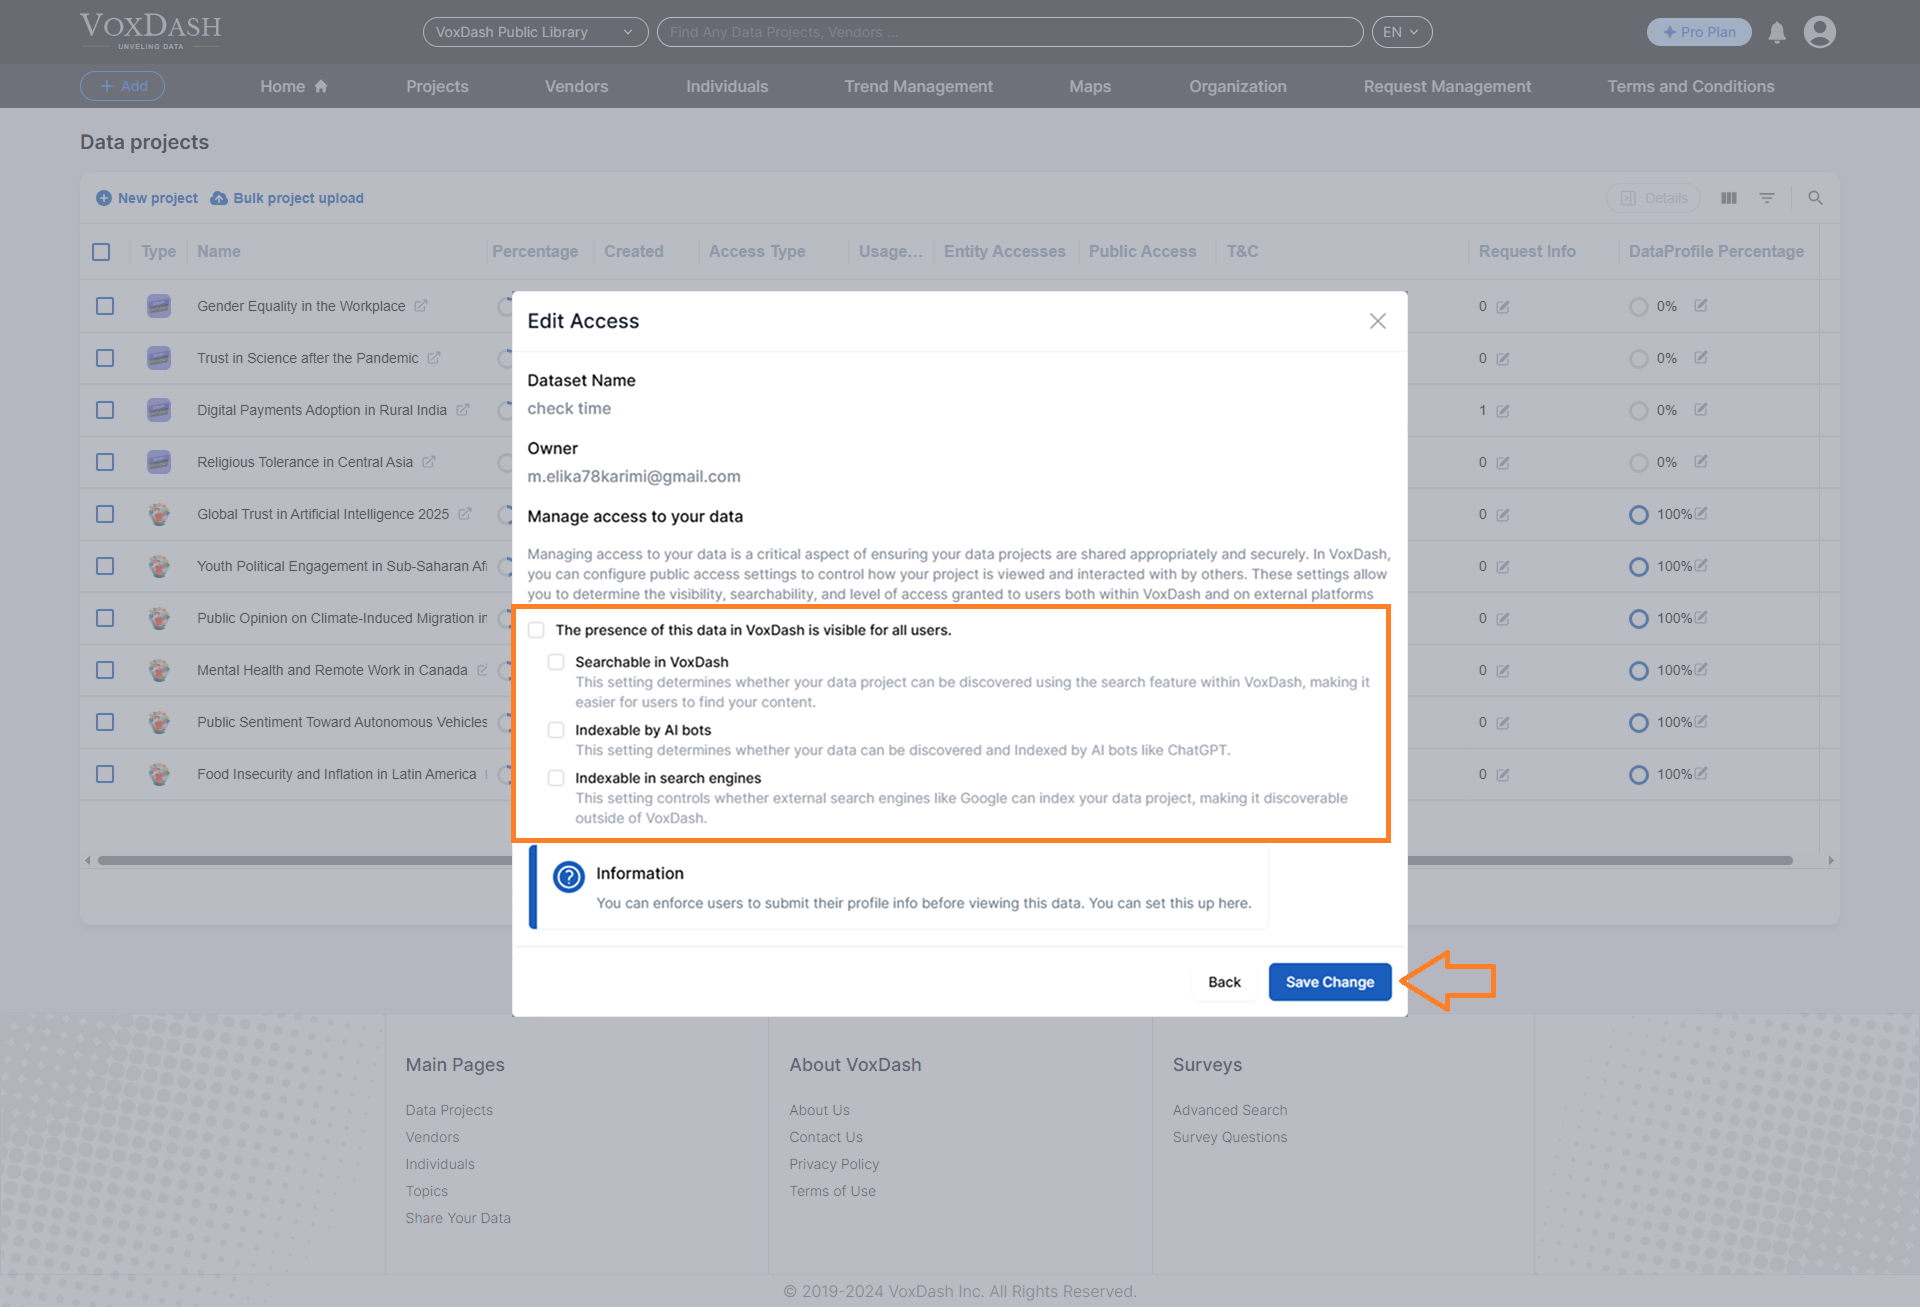 VOXDASH
UNVELING DATA
VoxDash Public Library
Find Any Data Projects, Vendors ...
EN
Pro Plan
+ Add
Home
Projects
Vendors
Individuals
Trend Management
Maps
Organization
Request Management
Terms and Conditions
Data projects
New project
Bulk project upload
Details
Type
Name
Percentage
Created
Access Type
Usage...
Entity Accesses
Public Access
T&C
Request Info
DataProfile Percentage
Gender Equality in the Workplace
0
0%
Trust in Science after the Pandemic
0
0%
Digital Payments Adoption in Rural India
1
0%
Religious Tolerance in Central Asia
0
0%
Global Trust in Artificial Intelligence 2025
0
100%
Youth Political Engagement in Sub-Saharan Afr
0
100%
Public Opinion on Climate-Induced Migration in
0
100%
Mental Health and Remote Work in Canada
0
100%
Public Sentiment Toward Autonomous Vehicles
0
100%
Food Insecurity and Inflation in Latin America
0
100%
Edit Access
Dataset Name
check time
Owner
m.elika78karimi@gmail.com
Manage access to your data
Managing access to your data is a critical aspect of ensuring your data projects are shared appropriately and securely. In VoxDash,
you can configure public access settings to control how your project is viewed and interacted with by others. These settings allow
you to determine the visibility, searchability, and level of access granted to users both within VoxDash and on external platforms
The presence of this data in VoxDash is visible for all users.
Searchable in VoxDash
This setting determines whether your data project can be discovered using the search feature within VoxDash, making it
easier for users to find your content.
Indexable by AI bots
This setting determines whether your data can be discovered and Indexed by AI bots like ChatGPT.
Indexable in search engines
This setting controls whether external search engines like Google can index your data project, making it discoverable
outside of VoxDash.
Information
You can enforce users to submit their profile info before viewing this data. You can set this up here.
Back
Save Change
Main Pages
Data Projects
Vendors
Individuals
Topics
Share Your Data
About VoxDash
About Us
Contact Us
Privacy Policy
Terms of Use
Surveys
Advanced Search
Survey Questions
© 2019-2024 VoxDash Inc. All Rights Reserved.